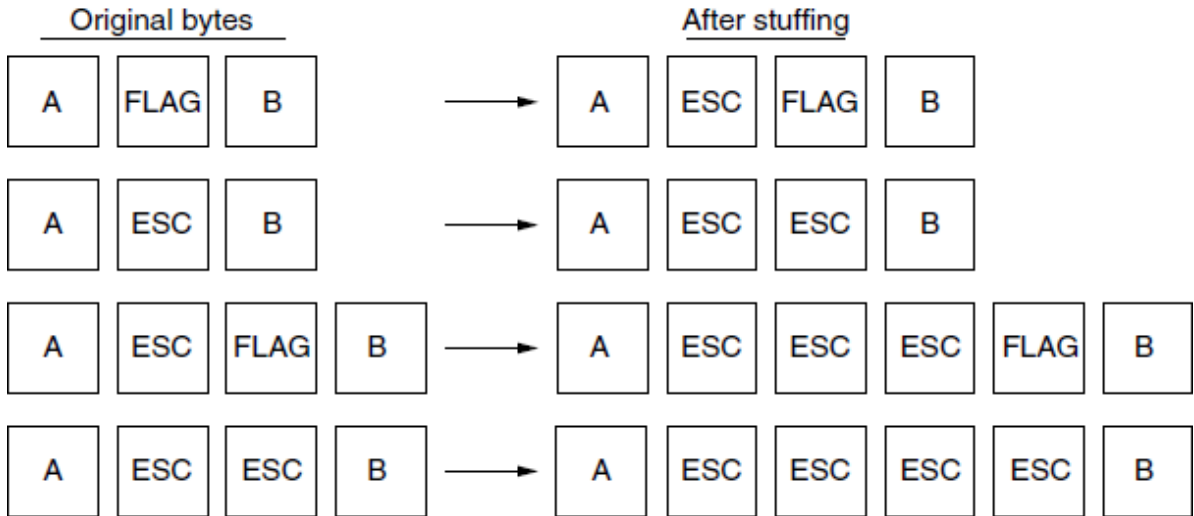 Original bytes After stuffing
A FLAG B A ESC FLAG B
A ESC B A ESC ESC B
A ESC FLAG B A ESC ESC ESC FLAG B
A ESC ESC B A ESC ESC ESC ESC B